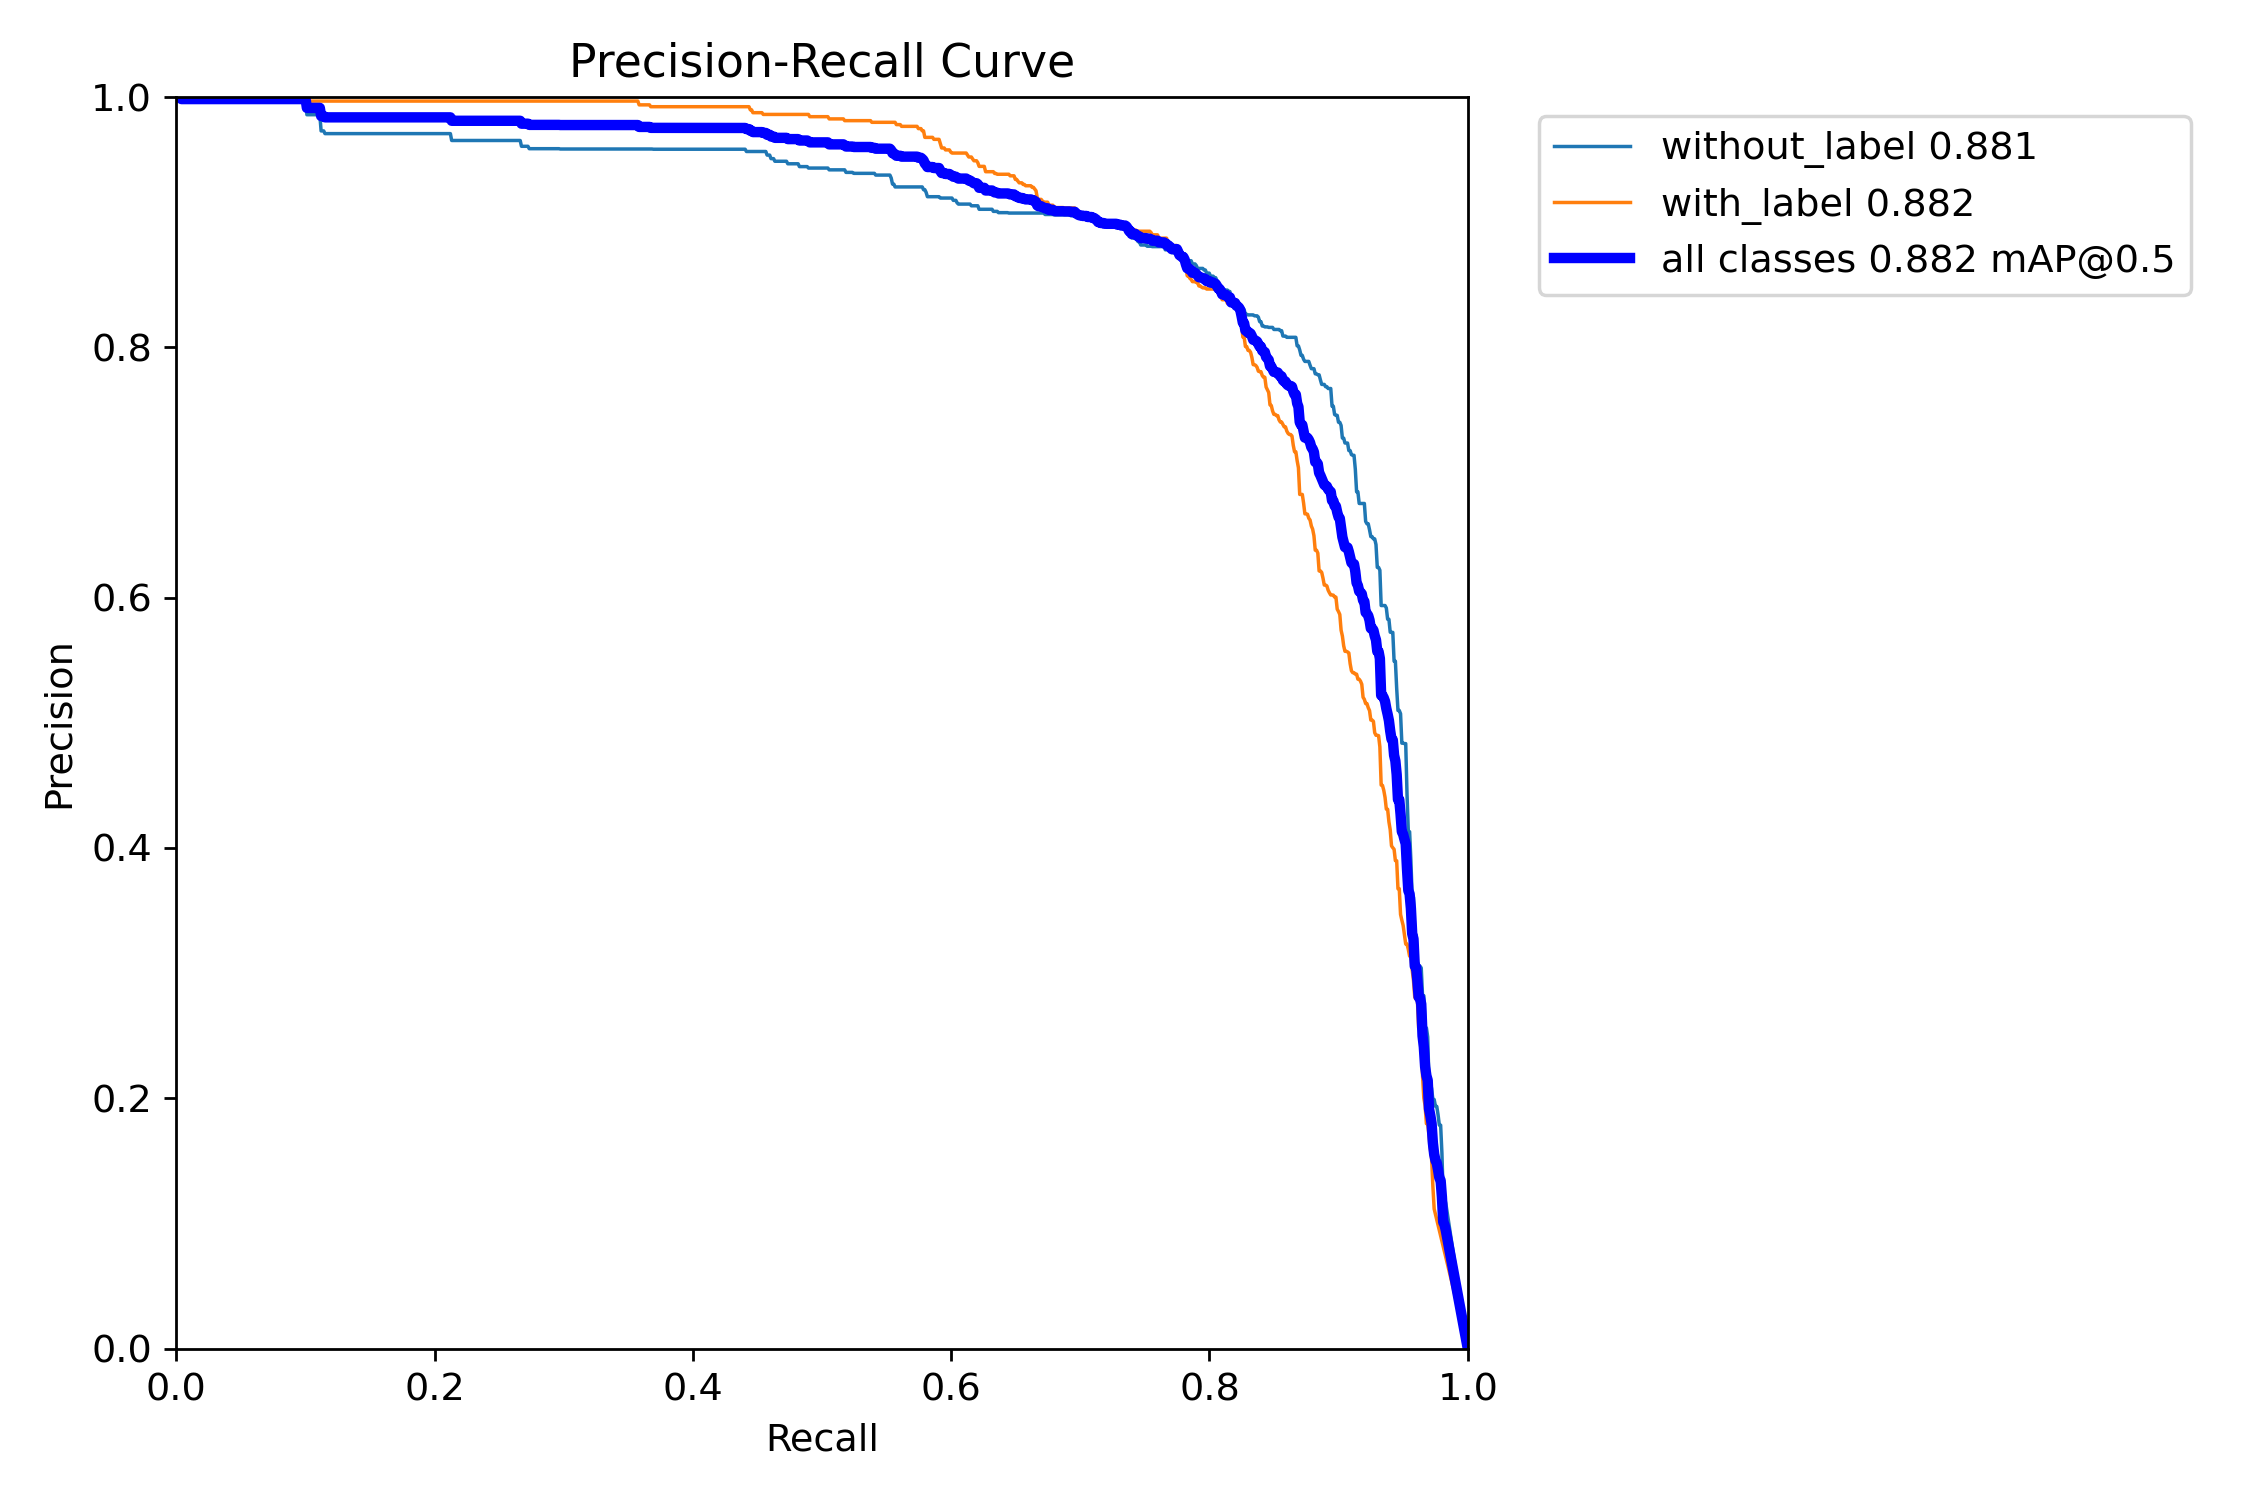 Precision-Recall Curve
1.0
0.8
0.6
0.4
0.2
0.0
Precision
0.0 0.2 0.4 0.6 0.8 1.0
Recall
without_label 0.881
with_label 0.882
all classes 0.882 mAP@0.5